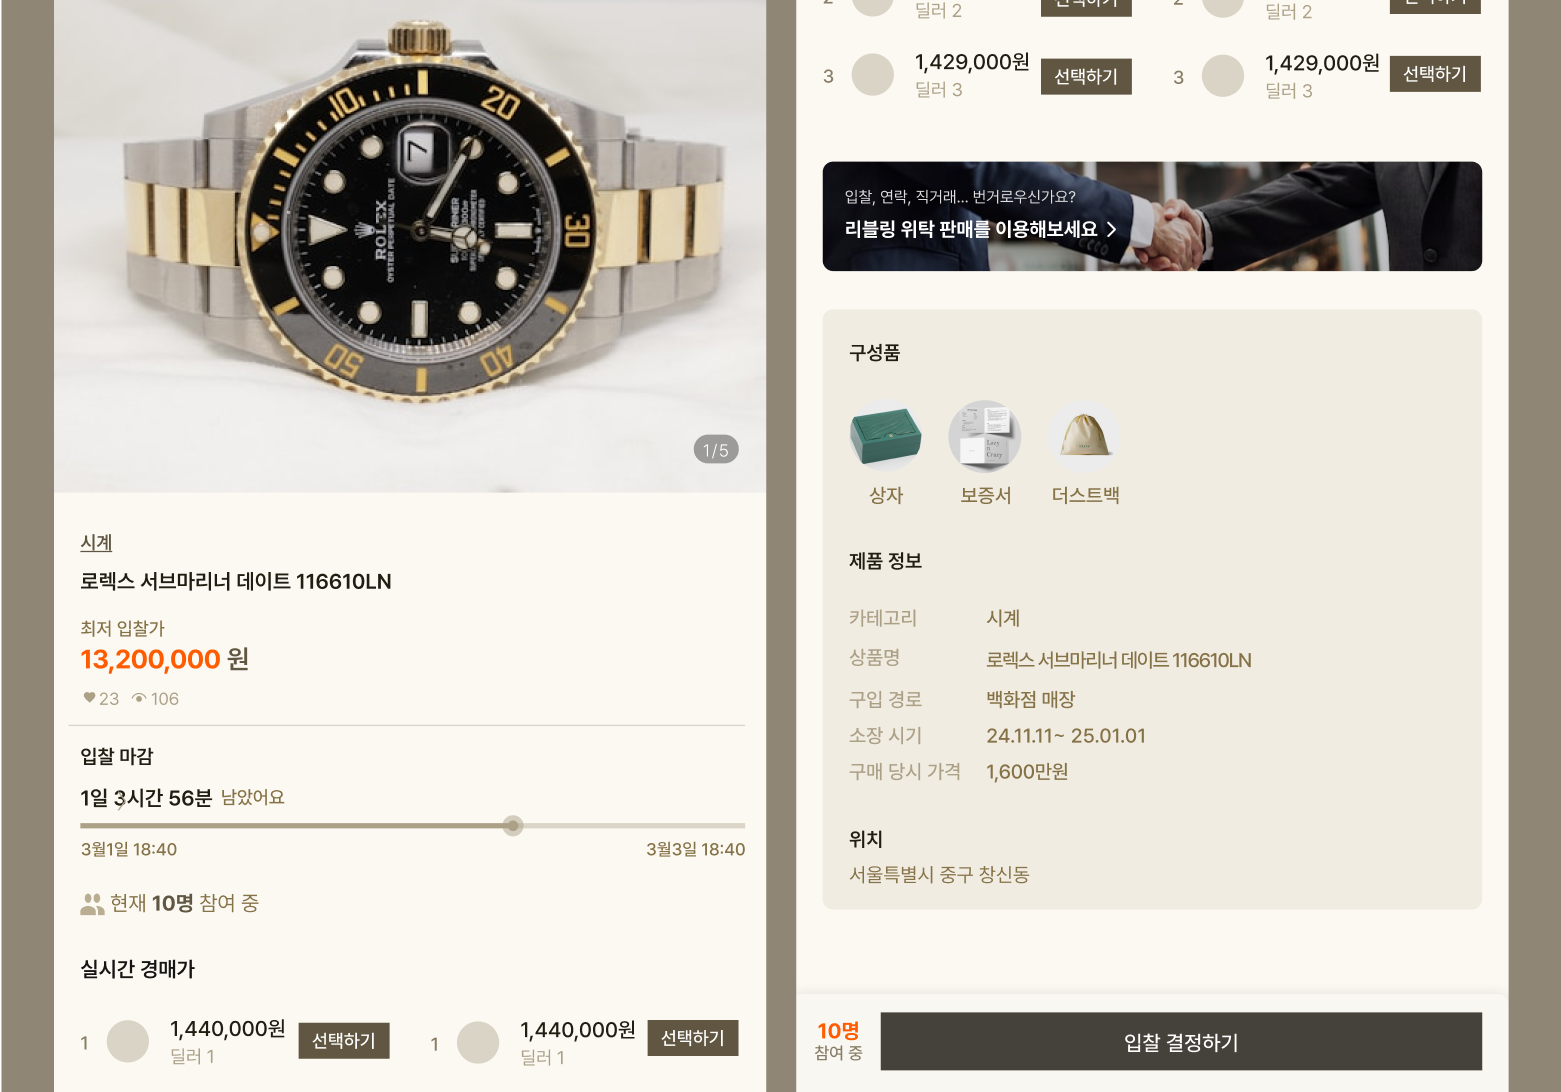 10
20
30
40
50
7
ROLEX
OYSTER PERPETUAL DATE
1/5
시계
로렉스 서브마리너 데이트 116610LN
최저 입찰가
13,200,000 원
23 106
입찰 마감
1일 3시간 56분 남았어요
3월1일 18:40 3월3일 18:40
현재 10명 참여 중
실시간 경매가
1 1,440,000원 선택하기 1 1,440,000원 선택하기
딜러 1 딜러 1
딜러 2 딜러 2
3 1,429,000원 선택하기 3 1,429,000원 선택하기
딜러 3 딜러 3
입찰, 연락, 직거래... 번거로우신가요?
리블링 위탁 판매를 이용해보세요 >
구성품
Lazy
n
Crazy
상자 보증서 더스트백
제품 정보
카테고리 시계
상품명 로렉스 서브마리너 데이트 116610LN
구입 경로 백화점 매장
소장 시기 24.11.11~ 25.01.01
구매 당시 가격 1,600만원
위치
서울특별시 중구 창신동
10명
참여 중
입찰 결정하기